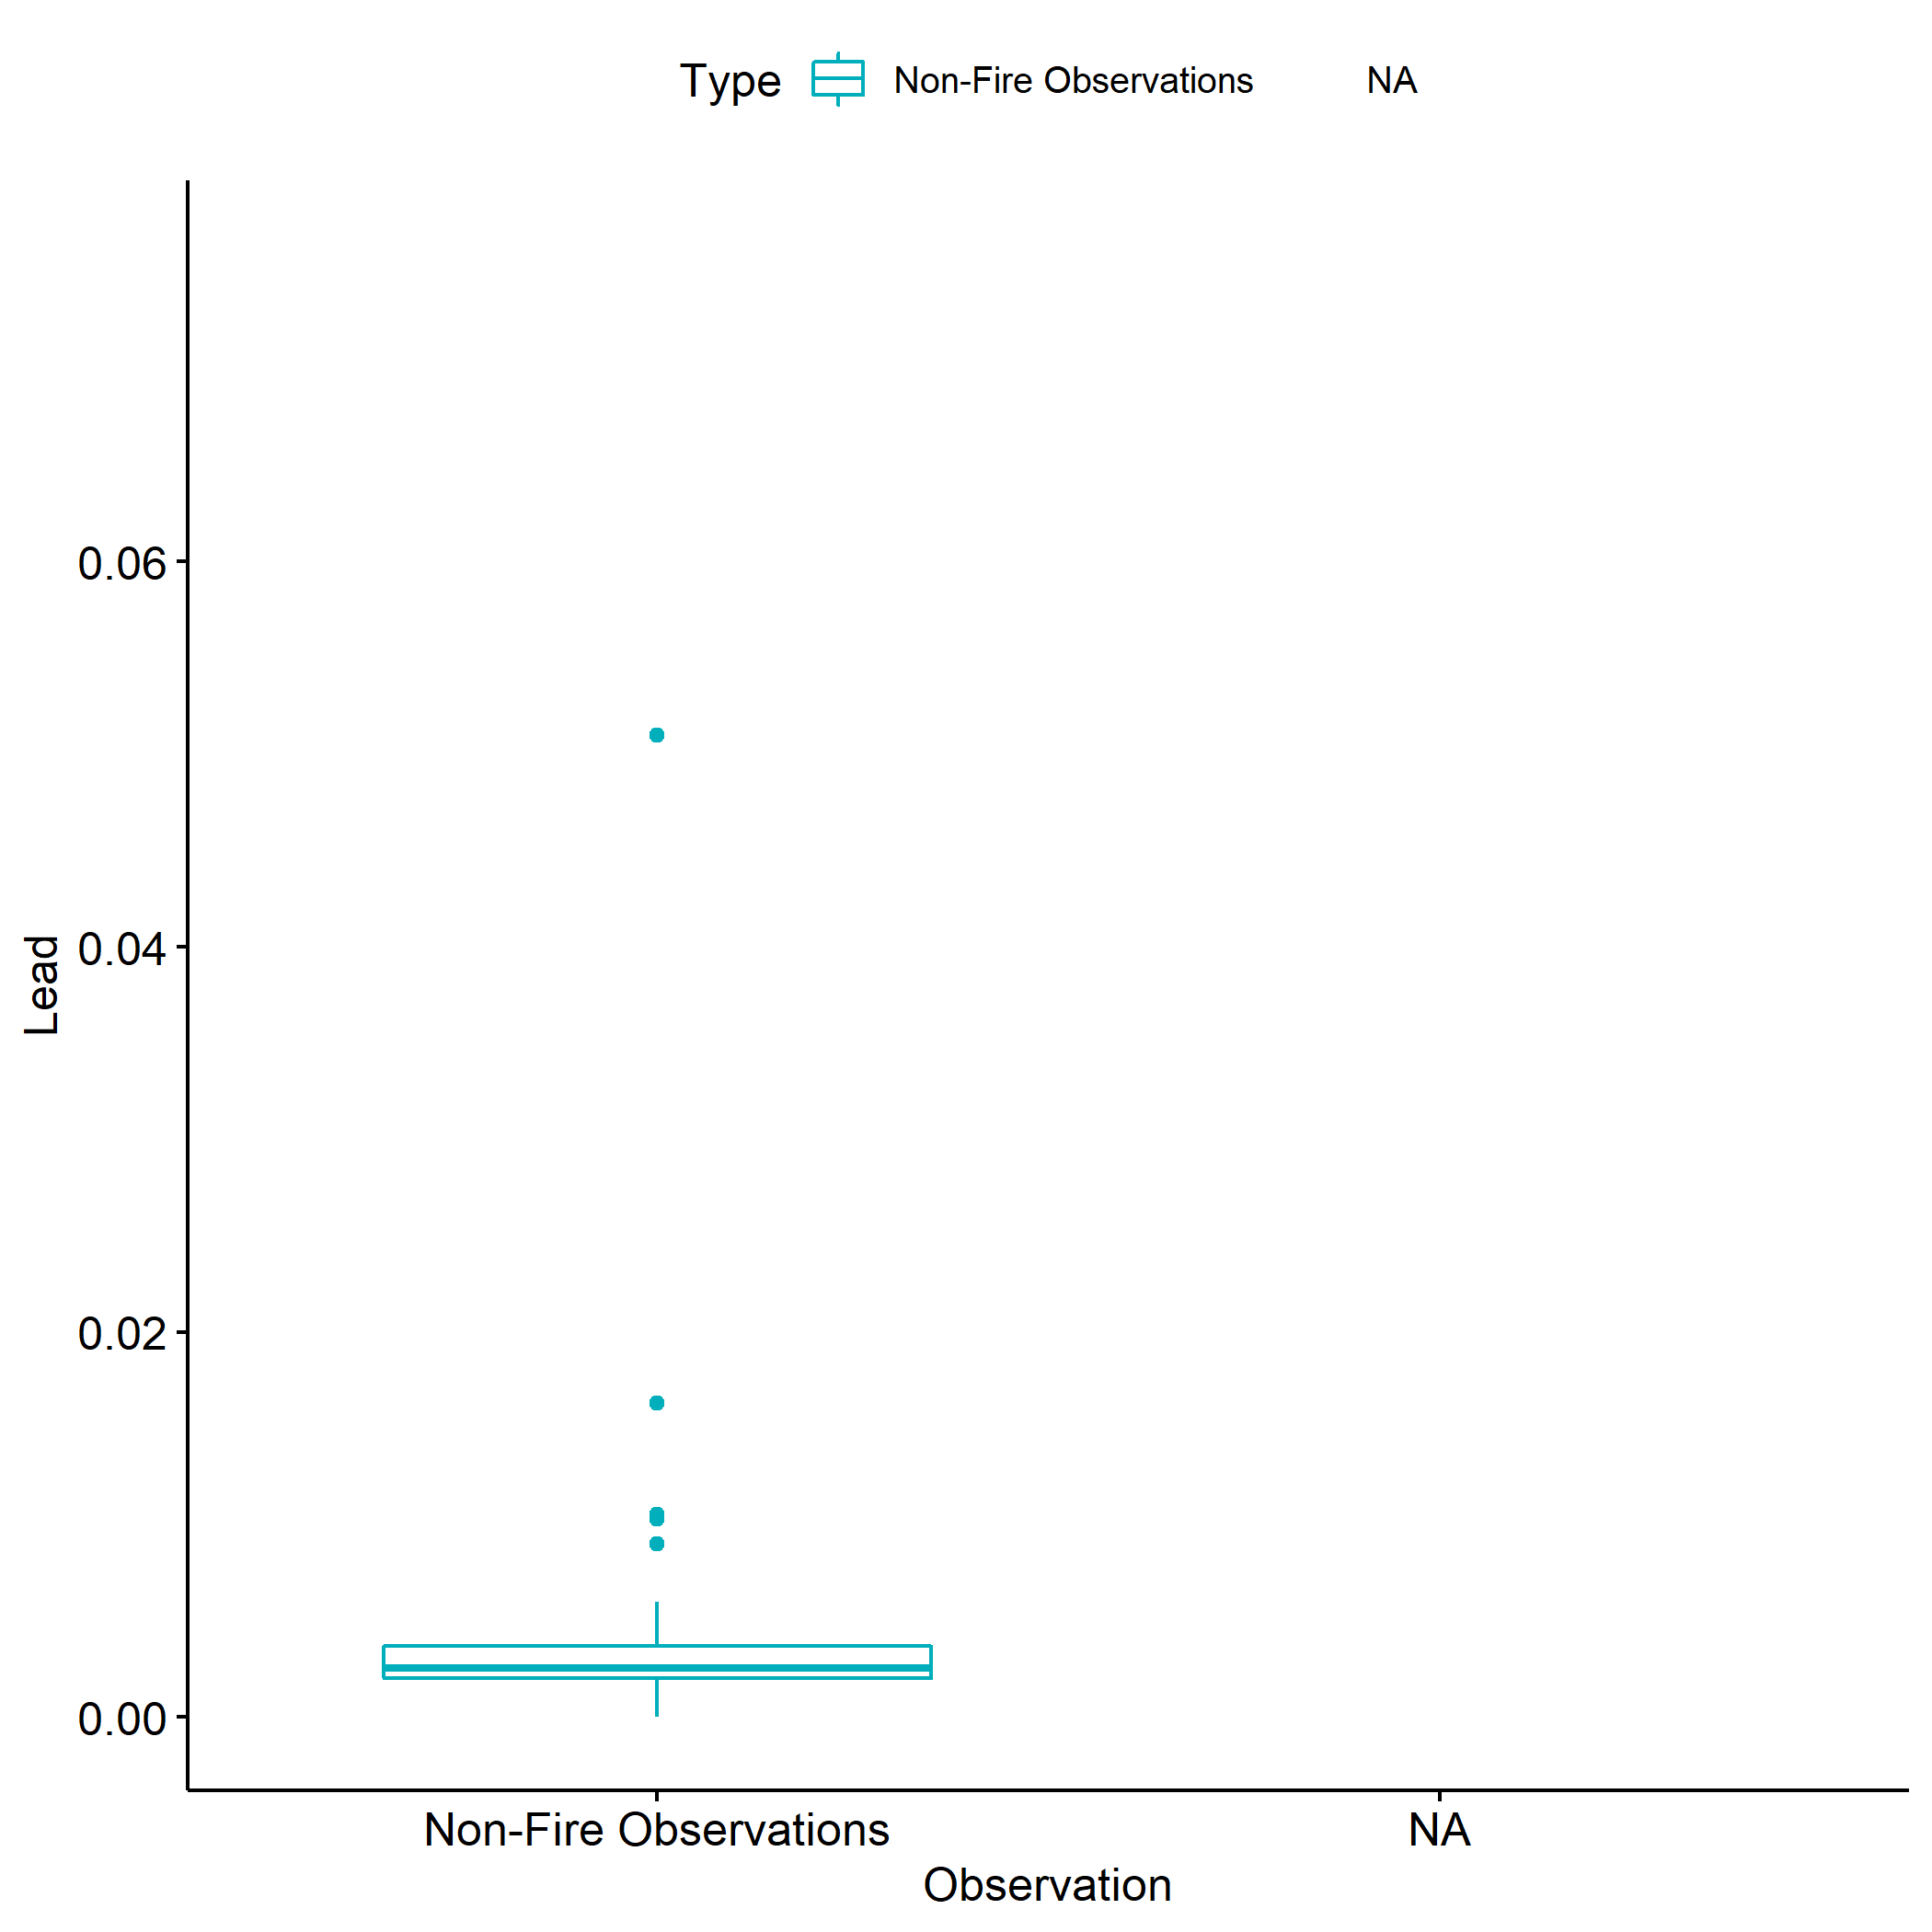 Type Non-Fire Observations NA
0.06
0.04
0.02
0.00
Lead
Non-Fire Observations NA
Observation